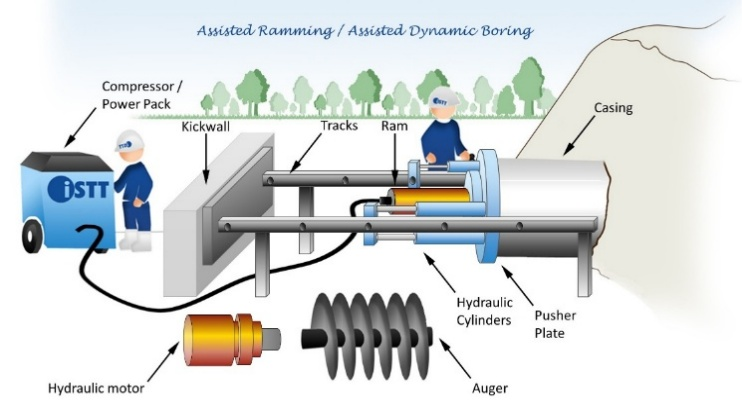 Assisted Ramming / Assisted Dynamic Boring
Compressor /
Power Pack
Kickwall
Tracks
Ram
Casing
iSTT
iSTT
Hydraulic
Cylinders
Pusher
Plate
Hydraulic motor
Auger